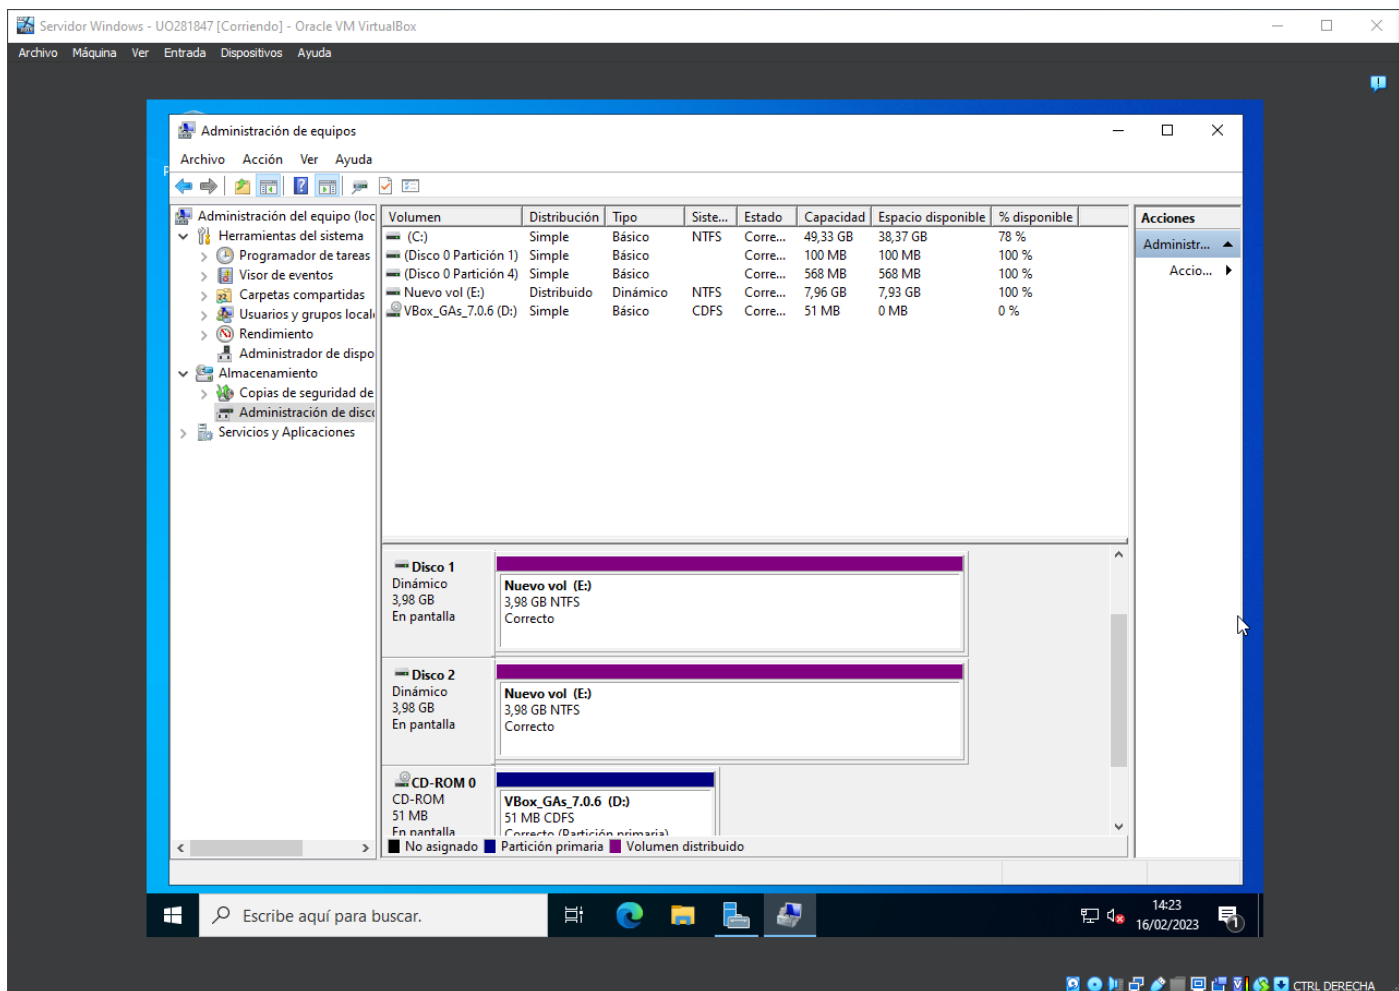 Servidor Windows - UO281847 [Corriendo] - Oracle VM VirtualBox
Archivo Máquina Ver Entrada Dispositivos Ayuda
Administración de equipos
Archivo Acción Ver Ayuda
Administración del equipo (loc
Herramientas del sistema
Programador de tareas
Visor de eventos
Carpetas compartidas
Usuarios y grupos local
Rendimiento
Administrador de dispo
Almacenamiento
Copias de seguridad de
Administración de disc
Servicios y Aplicaciones
Volumen Distribución Tipo Siste... Estado Capacidad Espacio disponible % disponible
(C:) Simple Básico NTFS Corre... 49,33 GB 38,37 GB 78 %
(Disco 0 Partición 1) Simple Básico Corre... 100 MB 100 MB 100 %
(Disco 0 Partición 4) Simple Básico Corre... 568 MB 568 MB 100 %
Nuevo vol (E:) Distribuido Dinámico NTFS Corre... 7,96 GB 7,93 GB 100 %
VBox_GAs_7.0.6 (D:) Simple Básico CDFS Corre... 51 MB 0 MB 0 %
Acciones
Administr...
Accio...
Disco 1
Dinámico
3,98 GB
En pantalla
Nuevo vol (E:)
3,98 GB NTFS
Correcto
Disco 2
Dinámico
3,98 GB
En pantalla
Nuevo vol (E:)
3,98 GB NTFS
Correcto
CD-ROM 0
CD-ROM
51 MB
En pantalla
VBox_GAs_7.0.6 (D:)
51 MB CDFS
Correcto (Partición primaria)
No asignado Partición primaria Volumen distribuido
Escribe aquí para buscar.
14:23
16/02/2023
1
CTRL DERECHA